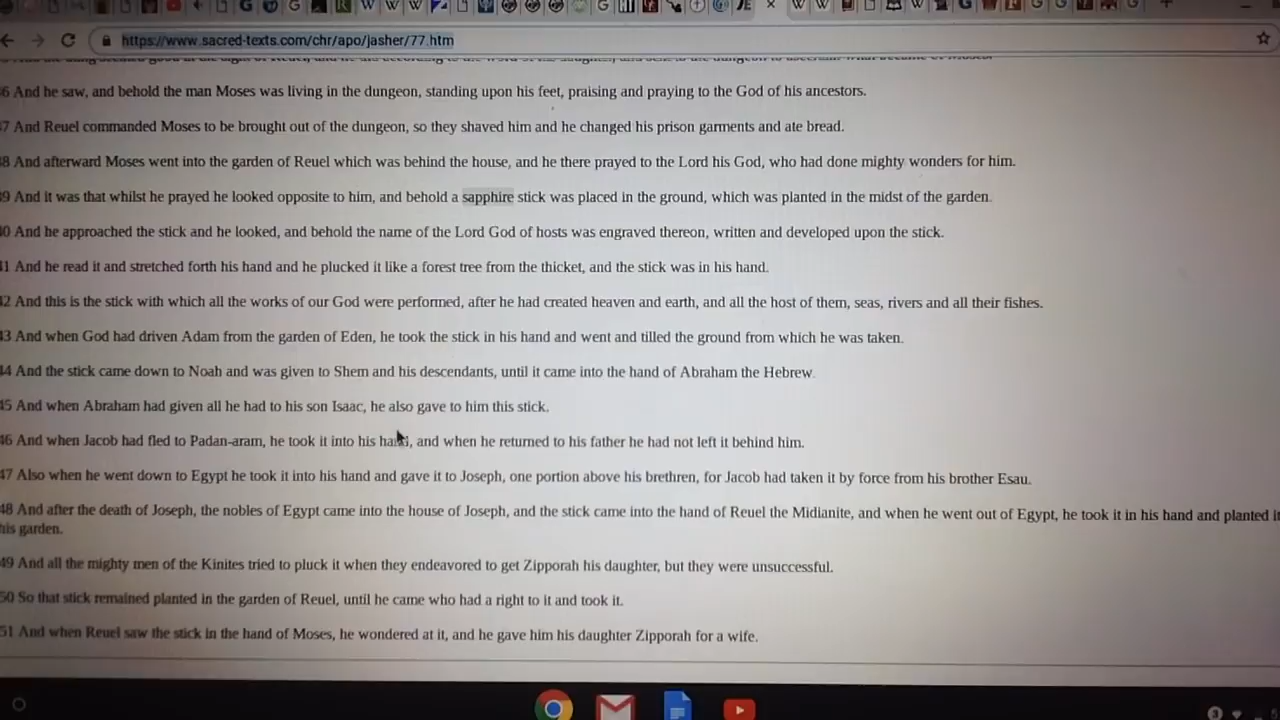 https://www.sacred-texts.com/chr/apo/jasher/77.htm
6 And he saw, and behold the man Moses was living in the dungeon, standing upon his feet, praising and praying to the God of his ancestors.
7 And Reuel commanded Moses to be brought out of the dungeon, so they shaved him and he changed his prison garments and ate bread.
8 And afterward Moses went into the garden of Reuel which was behind the house, and he there prayed to the Lord his God, who had done mighty wonders for him.
9 And it was that whilst he prayed he looked opposite to him, and behold a sapphire stick was placed in the ground, which was planted in the midst of the garden.
0 And he approached the stick and he looked, and behold the name of the Lord God of hosts was engraved thereon, written and developed upon the stick.
1 And he read it and stretched forth his hand and he plucked it like a forest tree from the thicket, and the stick was in his hand.
42 And this is the stick with which all the works of our God were performed, after he had created heaven and earth, and all the host of them, seas, rivers and all their fishes.
43 And when God had driven Adam from the garden of Eden, he took the stick in his hand and went and tilled the ground from which he was taken.
44 And the stick came down to Noah and was given to Shem and his descendants, until it came into the hand of Abraham the Hebrew.
45 And when Abraham had given all he had to his son Isaac, he also gave to him this stick.
46 And when Jacob had fled to Padan-aram, he took it into his hand, and when he returned to his father he had not left it behind him.
47 Also when he went down to Egypt he took it into his hand and gave it to Joseph, one portion above his brethren, for Jacob had taken it by force from his brother Esau.
48 And after the death of Joseph, the nobles of Egypt came into the house of Joseph, and the stick came into the hand of Reuel the Midianite, and when he went out of Egypt, he took it in his hand and planted it
his garden.
49 And all the mighty men of the Kinites tried to pluck it when they endeavored to get Zipporah his daughter, but they were unsuccessful.
50 So that stick remained planted in the garden of Reuel, until he came who had a right to it and took it.
51 And when Reuel saw the stick in the hand of Moses, he wondered at it, and he gave him his daughter Zipporah for a wife.